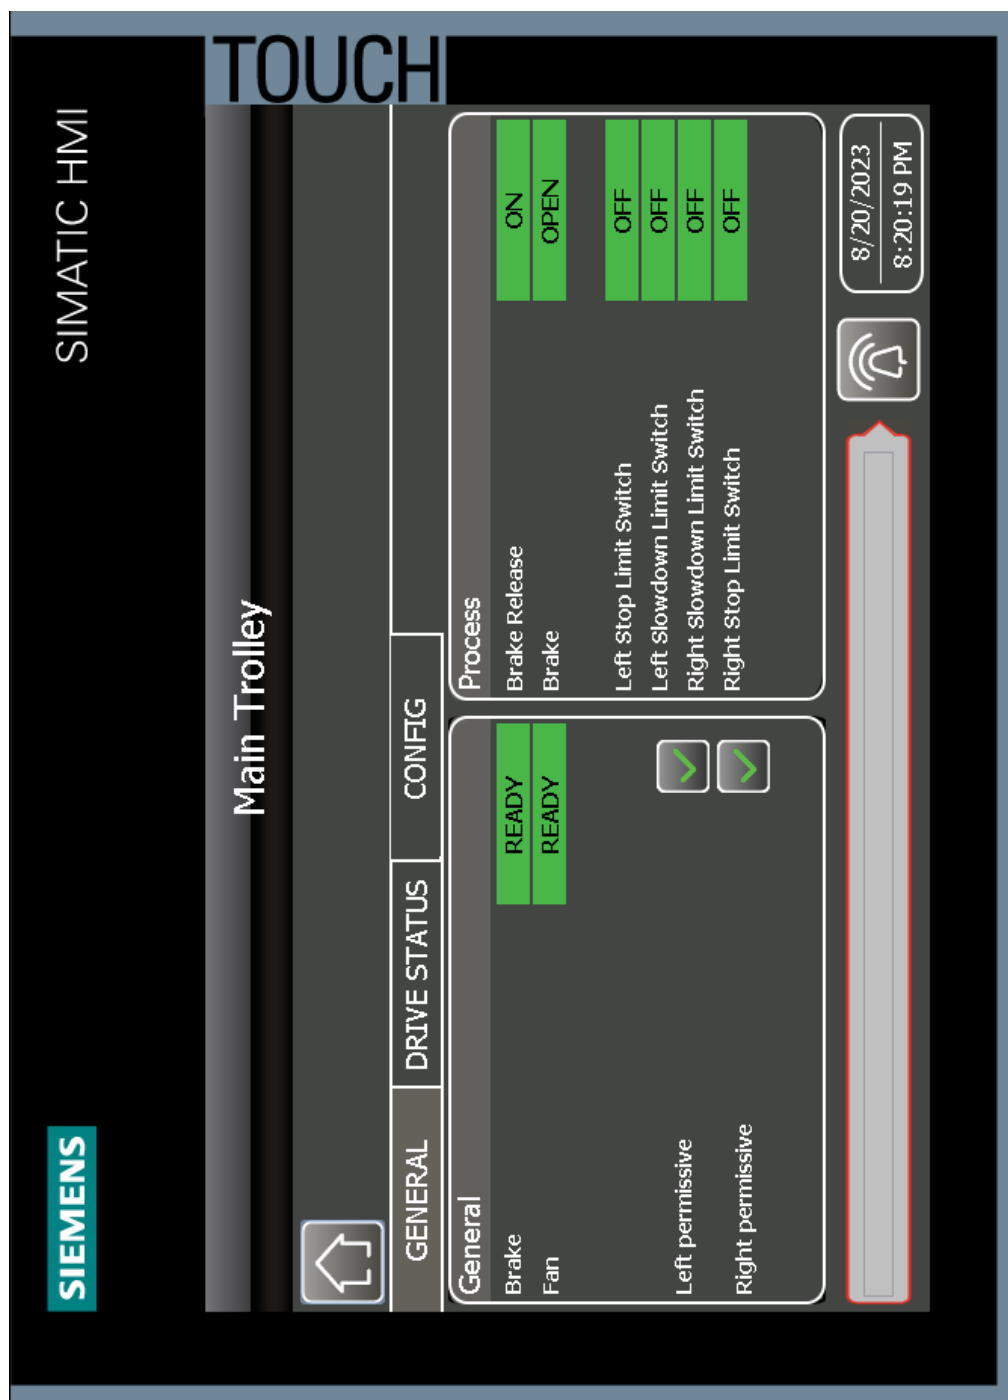 SIEMENS
SIMATIC HMI
TOUCH
Main Trolley
GENERAL
DRIVE STATUS
CONFIG
General
Brake READY
Fan READY
Left permissive
Right permissive
Process
Brake Release ON
Brake OPEN
Left Stop Limit Switch OFF
Left Slowdown Limit Switch OFF
Right Slowdown Limit Switch OFF
Right Stop Limit Switch OFF
8/20/2023
8:20:19 PM